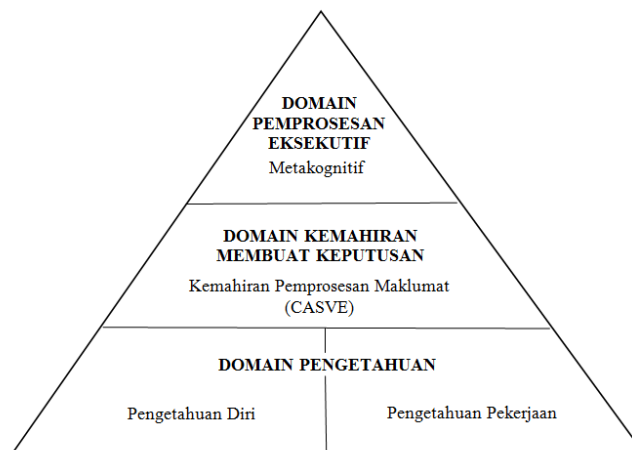 DOMAIN
PEMPROSESAN
EKSEKUTIF
Metakognitif
DOMAIN KEMAHIRAN
MEMBUAT KEPUTUSAN
Kemahiran Pemprosesan Maklumat
(CASVE)
DOMAIN PENGETAHUAN
Pengetahuan Diri
Pengetahuan Pekerjaan